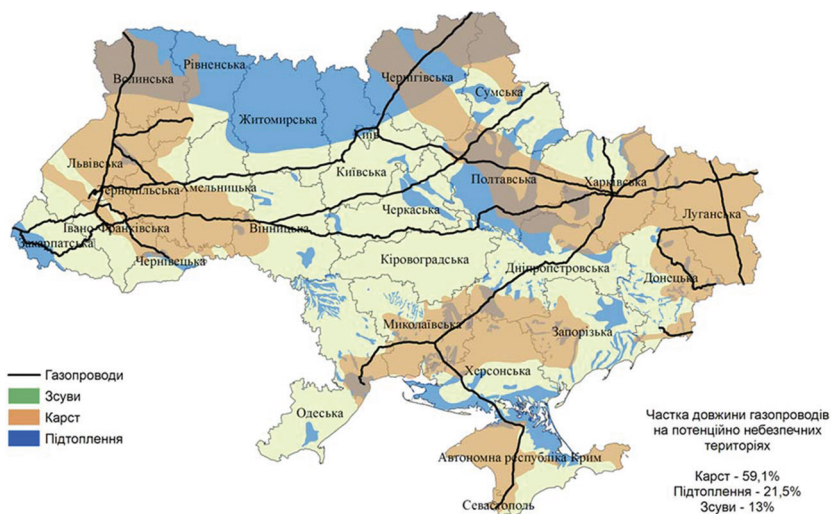 Волинська
Рівненська
Житомирська
Київ
Чернігівська
Сумська
Львівська
Тернопільська
Хмельницька
Київська
Полтавська
Харківська
Луганська
Черкаська
Вінницька
Івано-Франківська
Закарпатська
Чернівецька
Кіровоградська
Дніпропетровська
Донецька
Миколаївська
Запорізька
Херсонська
Одеська
Автономна республіка Крим
Севастополь
Газопроводи
Зсуви
Карст
Підтоплення
Частка довжини газопроводів
на потенційно небезпечних
територіях
Карст - 59,1%
Підтоплення - 21,5%
Зсуви - 13%